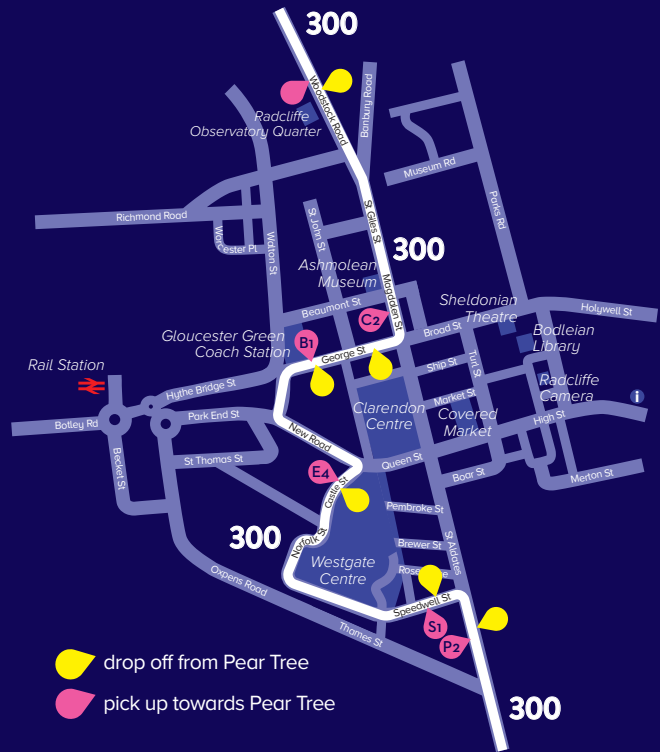 300
Woodstock Road
Banbury Road
Radcliffe
Observatory Quarter
Museum Rd
Parks Rd
Richmond Road
Worcester Pl
Walton St
St John St
St Giles St
300
Ashmolean
Museum
Beaumont St
Magdalen St
C2
Sheldonian
Theatre
Holywell St
Broad St
Bodleian
Library
Gloucester Green
Coach Station
B1
George St
Ship St
Turl St
Rail Station
Hythe Bridge St
Radcliffe
Camera
i
Market St
Clarendon
Centre
Covered
Market
High St
Park End St
Botley Rd
New Road
Becket St
St Thomas St
Queen St
E4
Castle St
Boar St
Merton St
Pembroke St
300
Norfolk St
Brewer St
St Aldates
Westgate
Centre
Oxpens Road
Speedwell St
S1
P2
Thames St
drop off from Pear Tree
pick up towards Pear Tree
300